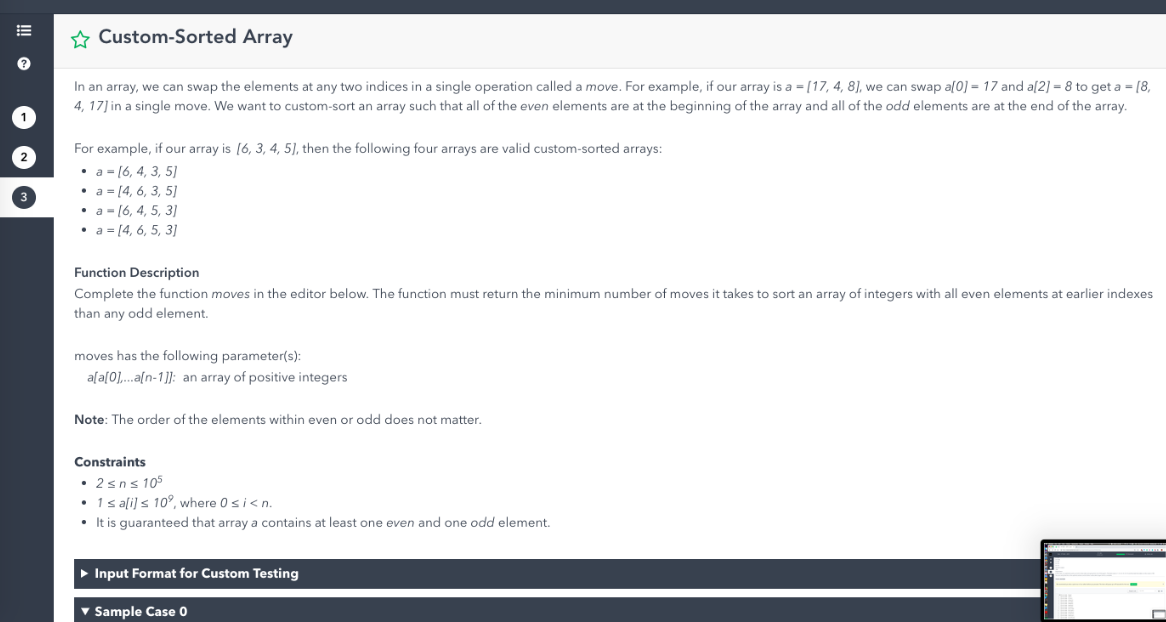 Custom-Sorted Array
In an array, we can swap the elements at any two indices in a single operation called a move. For example, if our array is a = [17, 4, 8], we can swap a[0] = 17 and a[2] = 8 to get a = [8,
4, 17] in a single move. We want to custom-sort an array such that all of the even elements are at the beginning of the array and all of the odd elements are at the end of the array.
For example, if our array is [6, 3, 4, 5], then the following four arrays are valid custom-sorted arrays:
• a = [6, 4, 3, 5]
• a = [4, 6, 3, 5]
• a = [6, 4, 5, 3]
• a = [4, 6, 5, 3]
Function Description
Complete the function moves in the editor below. The function must return the minimum number of moves it takes to sort an array of integers with all even elements at earlier indexes
than any odd element.
moves has the following parameter(s):
a[a[0],...a[n-1]]: an array of positive integers
Note: The order of the elements within even or odd does not matter.
Constraints
• 2 ≤ n ≤ 10⁵
• 1 ≤ a[i] ≤ 10⁹, where 0 ≤ i < n.
• It is guaranteed that array a contains at least one even and one odd element.
▶ Input Format for Custom Testing
▼ Sample Case 0
?
1
2
3